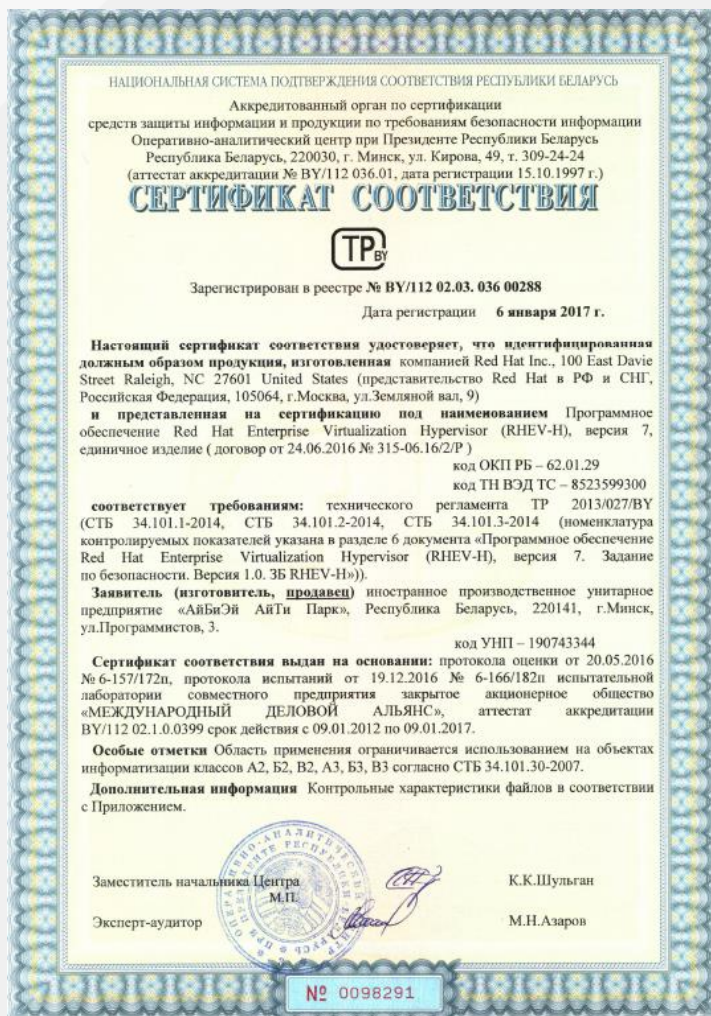 НАЦИОНАЛЬНАЯ СИСТЕМА ПОДТВЕРЖДЕНИЯ СООТВЕТСТВИЯ РЕСПУБЛИКИ БЕЛАРУСЬ
Аккредитованный орган по сертификации
средств защиты информации и продукции по требованиям безопасности информации
Оперативно-аналитический центр при Президенте Республики Беларусь
Республика Беларусь, 220030, г. Минск, ул. Кирова, 49, т. 309-24-24
(аттестат аккредитации № BY/112 036.01, дата регистрации 15.10.1997 г.)
СЕРТИФИКАТ СООТВЕТСТВИЯ
ТР BY
Зарегистрирован в реестре № BY/112 02.03. 036 00288
Дата регистрации 6 января 2017 г.
Настоящий сертификат соответствия удостоверяет, что идентифицированная
должным образом продукция, изготовленная компанией Red Hat Inc., 100 East Davie
Street Raleigh, NC 27601 United States (представительство Red Hat в РФ и СНГ,
Российская Федерация, 105064, г.Москва, ул.Земляной вал, 9)
и представленная на сертификацию под наименованием Программное
обеспечение Red Hat Enterprise Virtualization Hypervisor (RHEV-H), версия 7,
единичное изделие ( договор от 24.06.2016 № 315-06.16/2/Р )
код ОКП РБ – 62.01.29
код ТН ВЭД ТС – 8523599300
соответствует требованиям: технического регламента ТР 2013/027/BY
(СТБ 34.101.1-2014, СТБ 34.101.2-2014, СТБ 34.101.3-2014 (номенклатура
контролируемых показателей указана в разделе 6 документа «Программное обеспечение
Red Hat Enterprise Virtualization Hypervisor (RHEV-H), версия 7. Задание
по безопасности. Версия 1.0. ЗБ RHEV-H»)).
Заявитель (изготовитель, продавец) иностранное производственное унитарное
предприятие «АйБиЭй АйТи Парк», Республика Беларусь, 220141, г.Минск,
ул.Программистов, 3.
код УНП – 190743344
Сертификат соответствия выдан на основании: протокола оценки от 20.05.2016
№ 6-157/172п, протокола испытаний от 19.12.2016 № 6-166/182п испытательной
лаборатории совместного предприятия закрытое акционерное общество
«МЕЖДУНАРОДНЫЙ ДЕЛОВОЙ АЛЬЯНС», аттестат аккредитации
BY/112 02.1.0.0399 срок действия с 09.01.2012 по 09.01.2017.
Особые отметки Область применения ограничивается использованием на объектах
информатизации классов А2, Б2, В2, А3, Б3, В3 согласно СТБ 34.101.30-2007.
Дополнительная информация Контрольные характеристики файлов в соответствии
с Приложением.
Заместитель начальника Центра К.К.Шульган
М.П.
Эксперт-аудитор М.Н.Азаров
№ 0098291